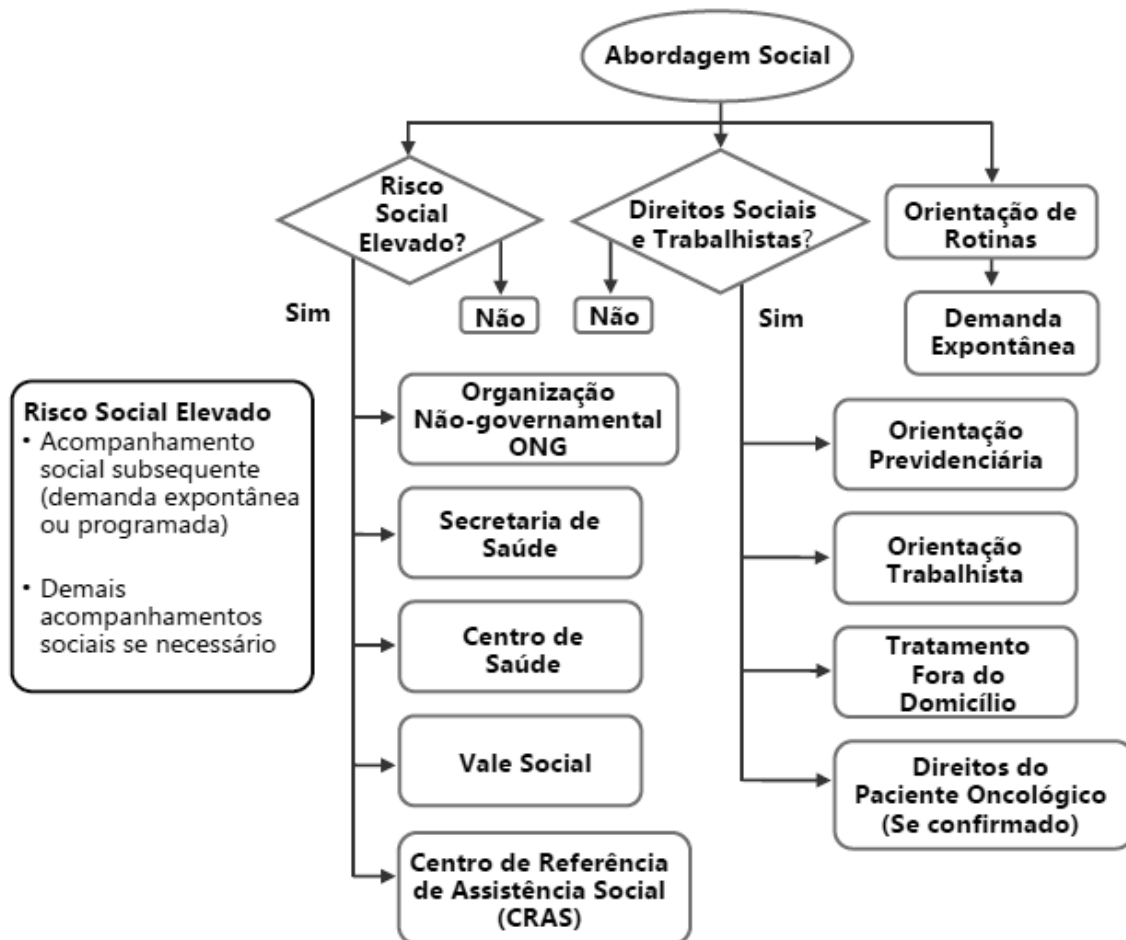 Abordagem Social
Risco
Social
Elevado?
Direitos Sociais
e Trabalhistas?
Orientação de
Rotinas
Não
Não
Sim
Sim
Demanda
Expontânea
Risco Social Elevado
• Acompanhamento
social subsequente
(demanda expontânea
ou programada)
• Demais
acompanhamentos
sociais se necessário
Organização
Não-governamental
ONG
Secretaria de
Saúde
Centro de
Saúde
Vale Social
Centro de Referência
de Assistência Social
(CRAS)
Orientação
Previdenciária
Orientação
Trabalhista
Tratamento
Fora do
Domicílio
Direitos do
Paciente Oncológico
(Se confirmado)